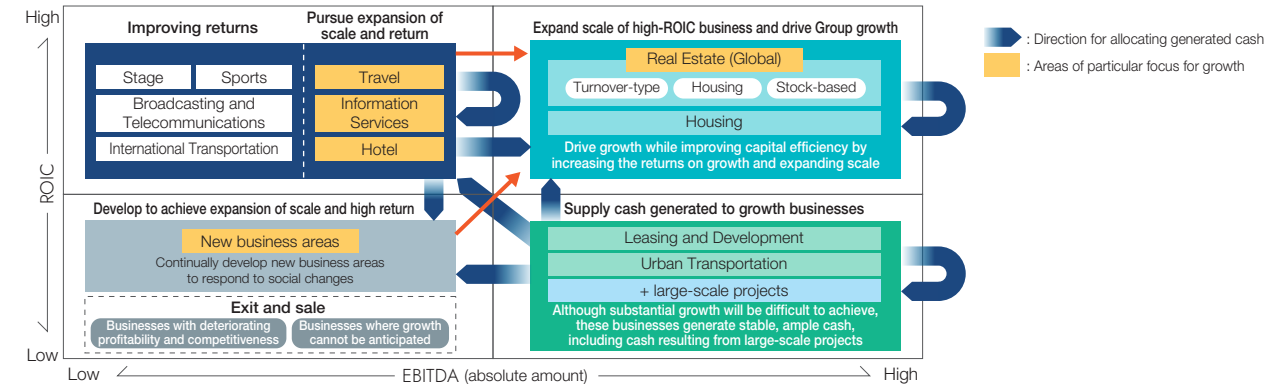 High
ROIC
Low
Improving returns
Pursue expansion of
scale and return
Stage
Sports
Broadcasting and
Telecommunications
International Transportation
Travel
Information
Services
Hotel
Expand scale of high-ROIC business and drive Group growth
Real Estate (Global)
Turnover-type
Housing
Stock-based
Housing
Drive growth while improving capital efficiency by
increasing the returns on growth and expanding scale
: Direction for allocating generated cash
: Areas of particular focus for growth
Develop to achieve expansion of scale and high return
New business areas
Continually develop new business areas
to respond to social changes
Exit and sale
Businesses with deteriorating
profitability and competitiveness
Businesses where growth
cannot be anticipated
Supply cash generated to growth businesses
Leasing and Development
Urban Transportation
+ large-scale projects
Although substantial growth will be difficult to achieve,
these businesses generate stable, ample cash,
including cash resulting from large-scale projects
Low
EBITDA (absolute amount)
High